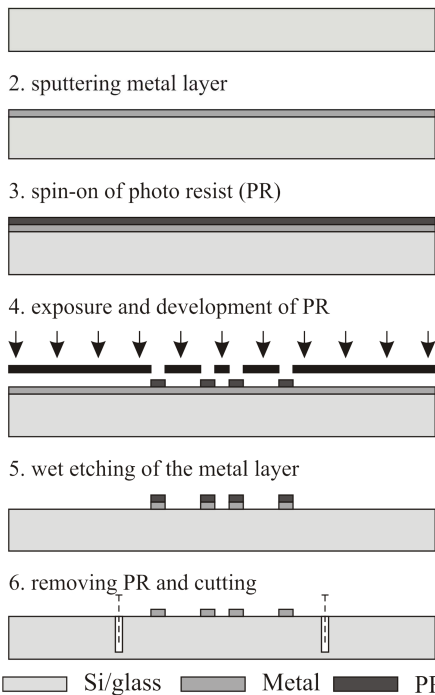 2. sputtering metal layer
3. spin-on of photo resist (PR)
4. exposure and development of PR
5. wet etching of the metal layer
6. removing PR and cutting
Si/glass Metal